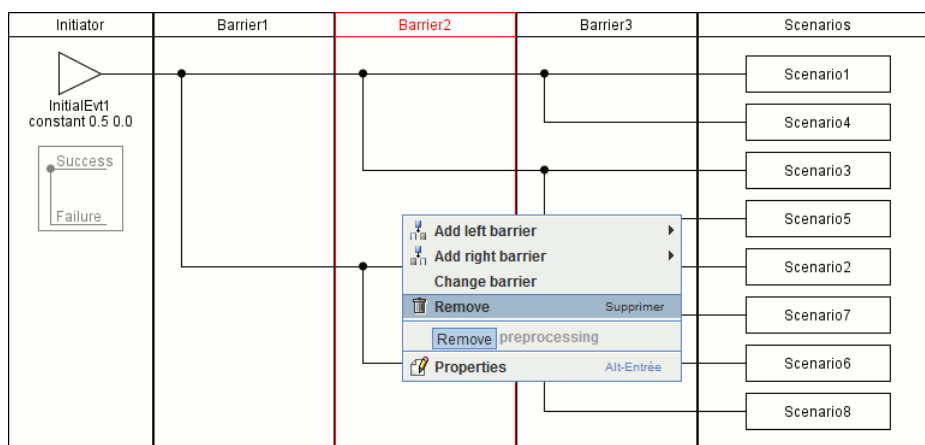 Initiator Barrier1 Barrier2 Barrier3 Scenarios
Scenario1
InitialEvt1
constant 0.5 0.0
Scenario4
Success
Scenario3
Failure
Scenario5
Add left barrier
Add right barrier
Scenario2
Change barrier
Remove Supprimer
Scenario7
Remove preprocessing
Scenario6
Properties Alt-Entrée
Scenario8